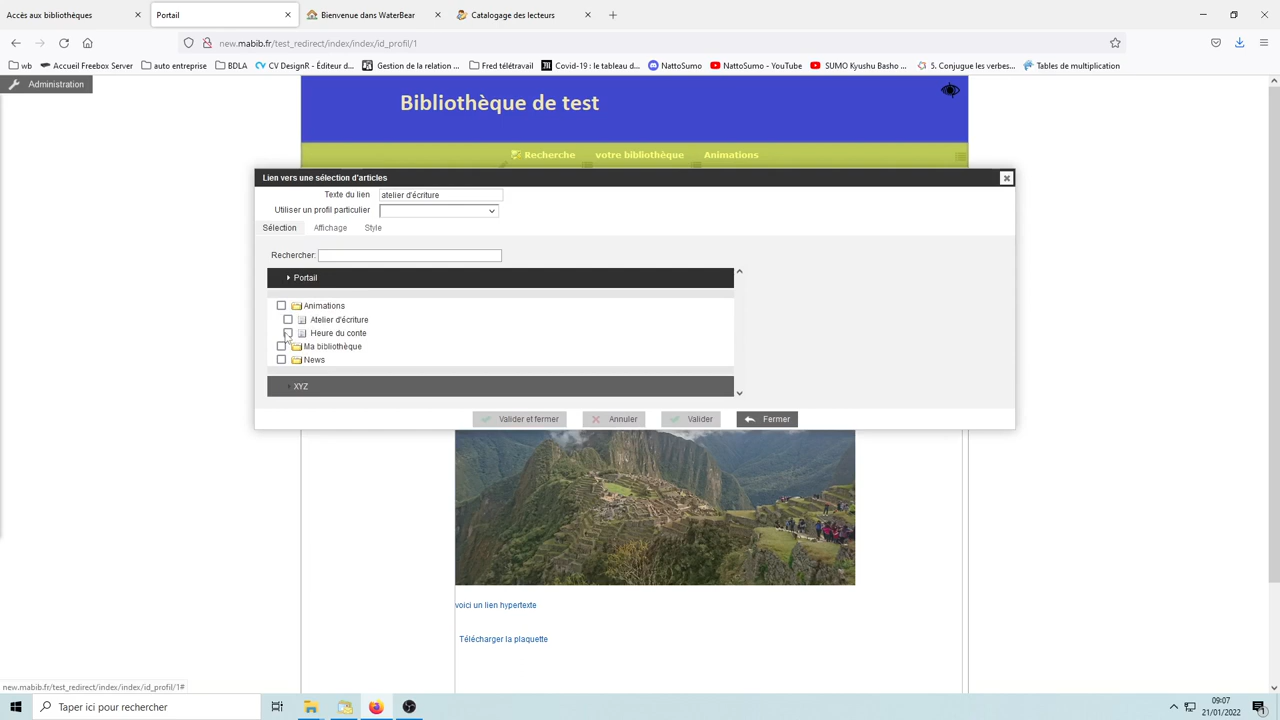 Accès aux bibliothèques
Portail
Bienvenue dans WaterBear
Catalogage des lecteurs
new.mabib.fr/test_redirect/index/index/id_profil/1
wb
Accueil Freebox Server
auto entreprise
BDLA
CV DesignR - Éditeur d...
Gestion de la relation ...
Fred télétravail
Covid-19 : le tableau d...
NattoSumo
NattoSumo - YouTube
SUMO Kyushu Basho ...
5. Conjugue les verbes...
Tables de multiplication
Administration
Bibliothèque de test
Recherche
votre bibliothèque
Animations
Lien vers une sélection d'articles
Texte du lien
atelier d'écriture
Utiliser un profil particulier
Sélection
Affichage
Style
Rechercher:
Portail
Animations
Atelier d'écriture
Heure du conte
Ma bibliothèque
News
XYZ
Valider et fermer
Annuler
Valider
Fermer
voici un lien hypertexte
Télécharger la plaquette
new.mabib.fr/test_redirect/index/index/id_profil/1#
Taper ici pour rechercher
09:07
21/01/2022
1